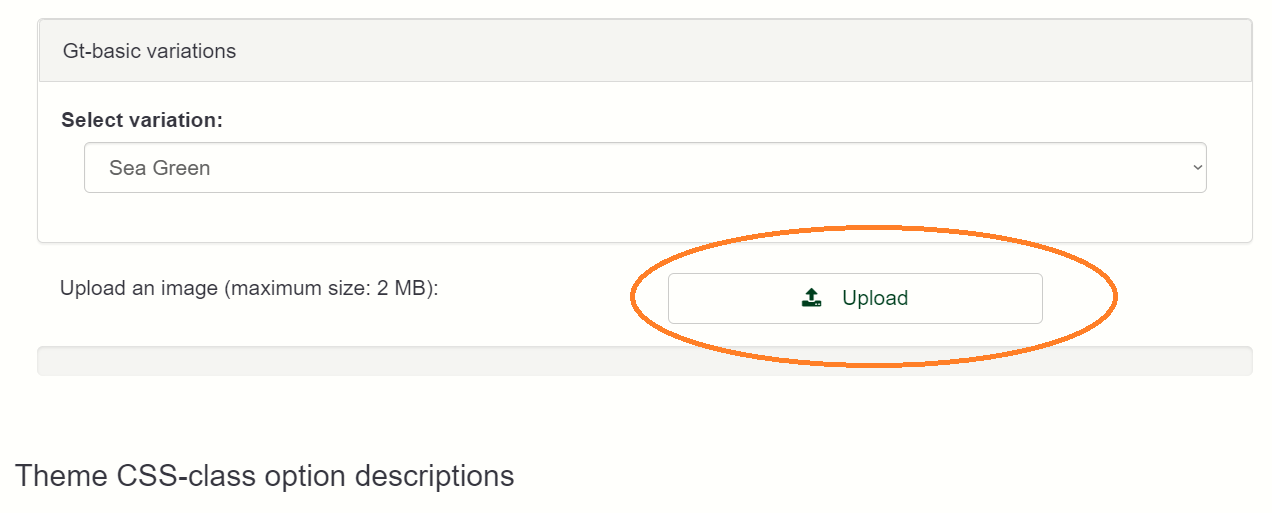 Gt-basic variations
Select variation:
Sea Green
Upload an image (maximum size: 2 MB):
Upload
Theme CSS-class option descriptions